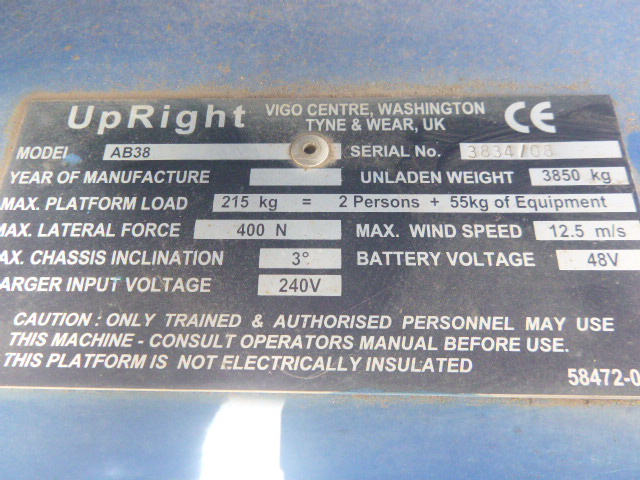 UpRight VIGO CENTRE, WASHINGTON
TYNE & WEAR, UK CE
MODEL AB38 SERIAL No. 3834/08
YEAR OF MANUFACTURE UNLADEN WEIGHT 3850 kg
MAX. PLATFORM LOAD 215 kg = 2 Persons + 55kg of Equipment
MAX. LATERAL FORCE 400 N MAX. WIND SPEED 12.5 m/s
AX. CHASSIS INCLINATION 3° BATTERY VOLTAGE 48V
ARGER INPUT VOLTAGE 240V
CAUTION : ONLY TRAINED & AUTHORISED PERSONNEL MAY USE
THIS MACHINE - CONSULT OPERATORS MANUAL BEFORE USE.
THIS PLATFORM IS NOT ELECTRICALLY INSULATED
58472-0